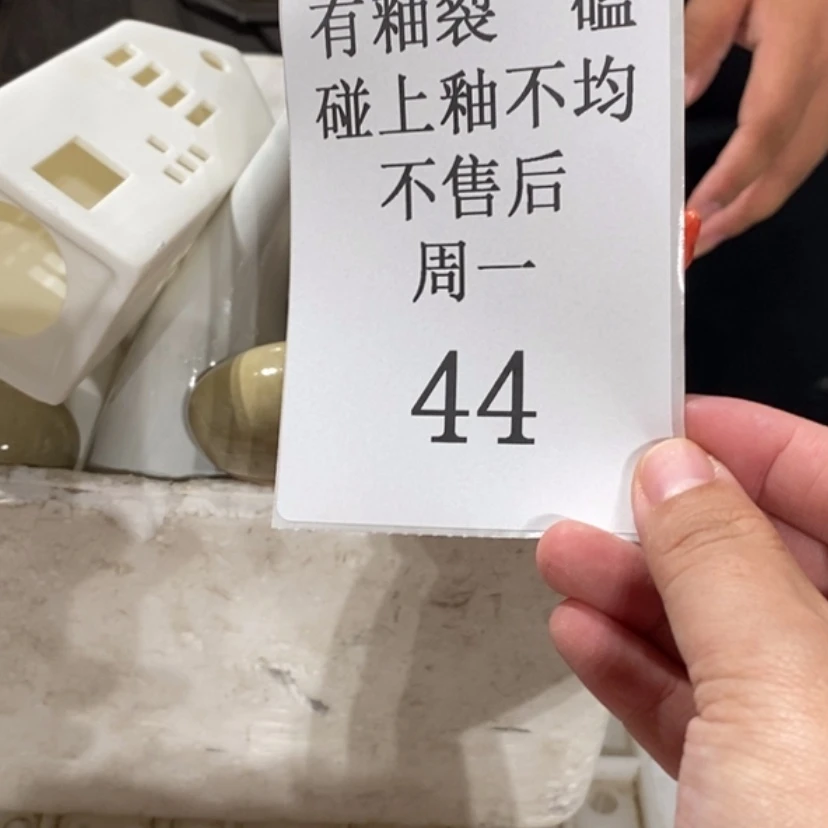 有釉裂 磕
碰上釉不均
不售后
周一
44